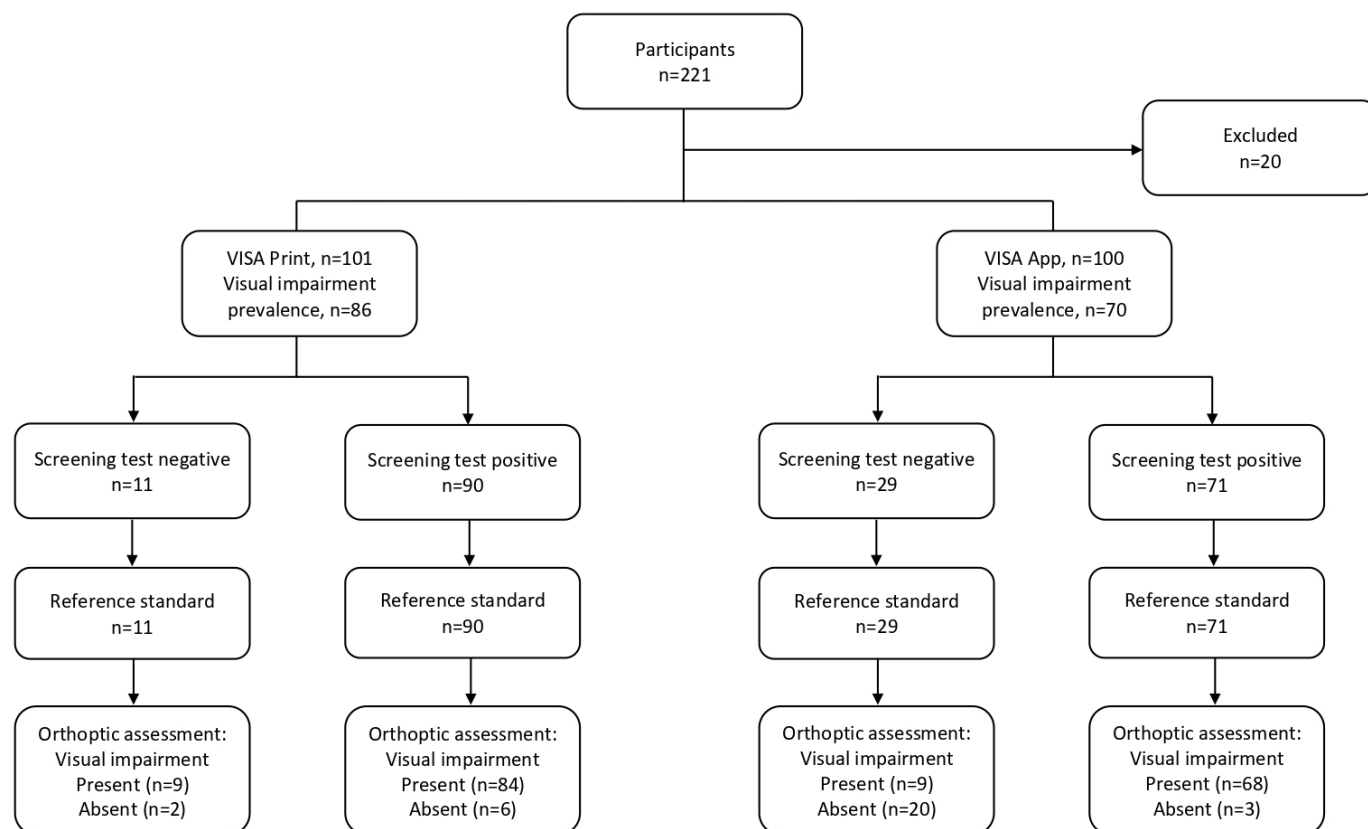 Participants
n=221
Excluded
n=20
VISA Print, n=101
Visual impairment
prevalence, n=86
VISA App, n=100
Visual impairment
prevalence, n=70
Screening test negative
n=11
Screening test positive
n=90
Screening test negative
n=29
Screening test positive
n=71
Reference standard
n=11
Reference standard
n=90
Reference standard
n=29
Reference standard
n=71
Orthoptic assessment:
Visual impairment
Present (n=9)
Absent (n=2)
Orthoptic assessment:
Visual impairment
Present (n=84)
Absent (n=6)
Orthoptic assessment:
Visual impairment
Present (n=9)
Absent (n=20)
Orthoptic assessment:
Visual impairment
Present (n=68)
Absent (n=3)